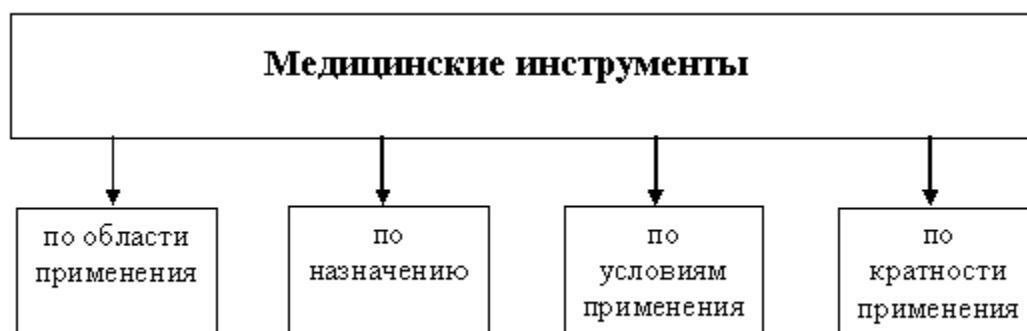 Медицинские инструменты
по области
применения
по
назначению
по
условиям
применения
по
кратности
применения